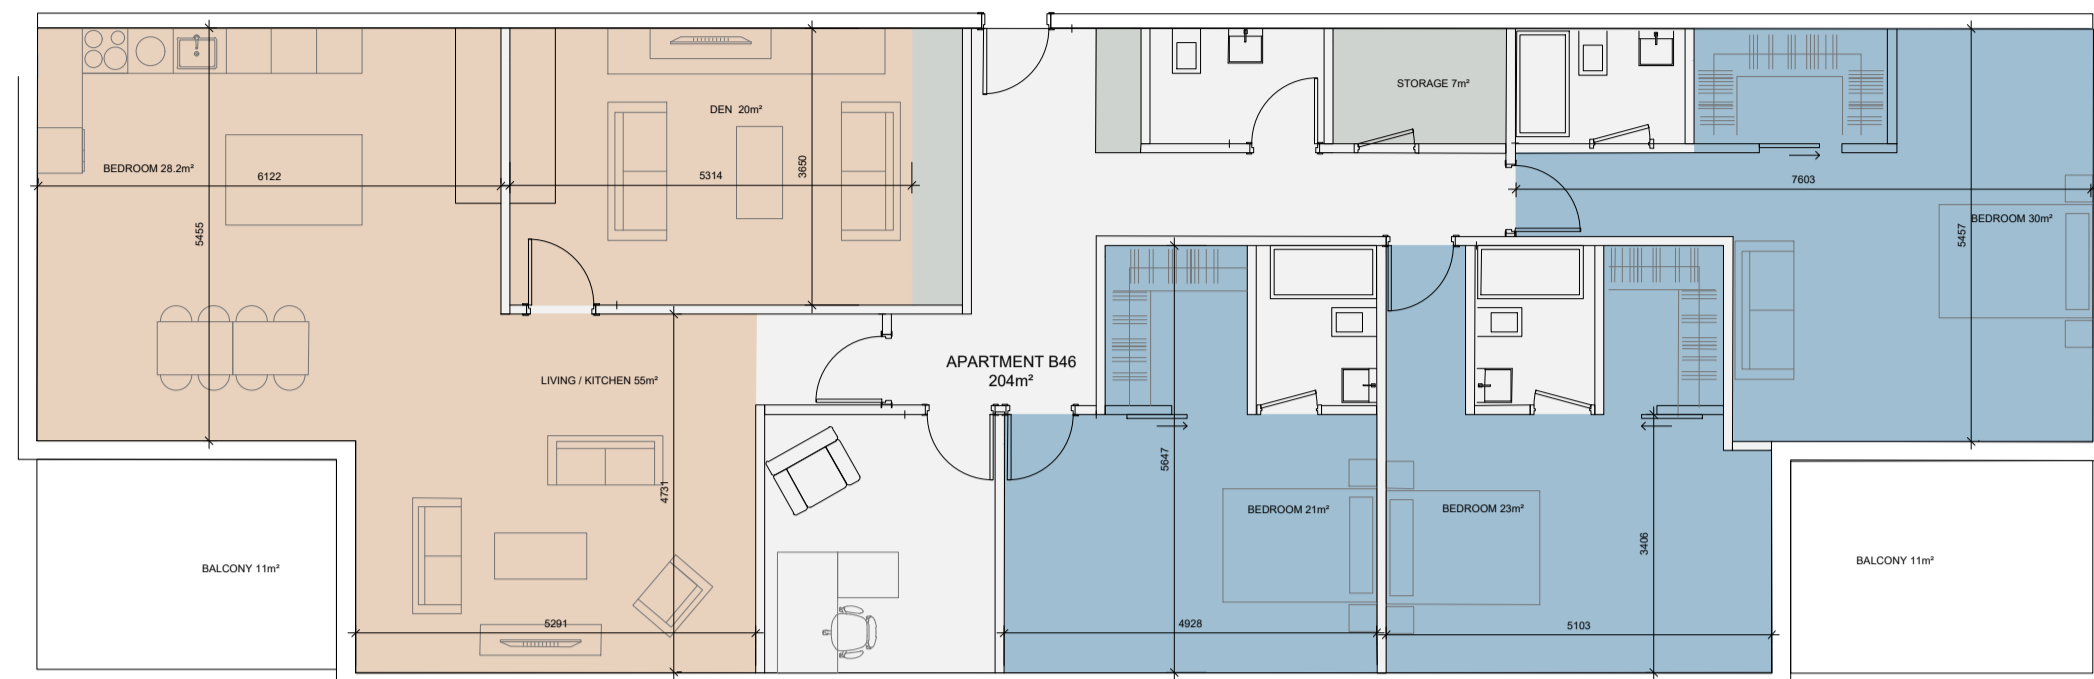 STORAGE 7m²
DEN 20m²
BEDROOM 28.2m²
6122
5314
3650
7603
BEDROOM 30m²
5455
5457
APARTMENT B46
204m²
LIVING / KITCHEN 55m²
5647
4731
BEDROOM 21m²
BEDROOM 23m²
3406
BALCONY 11m²
BALCONY 11m²
5291
4928
5103